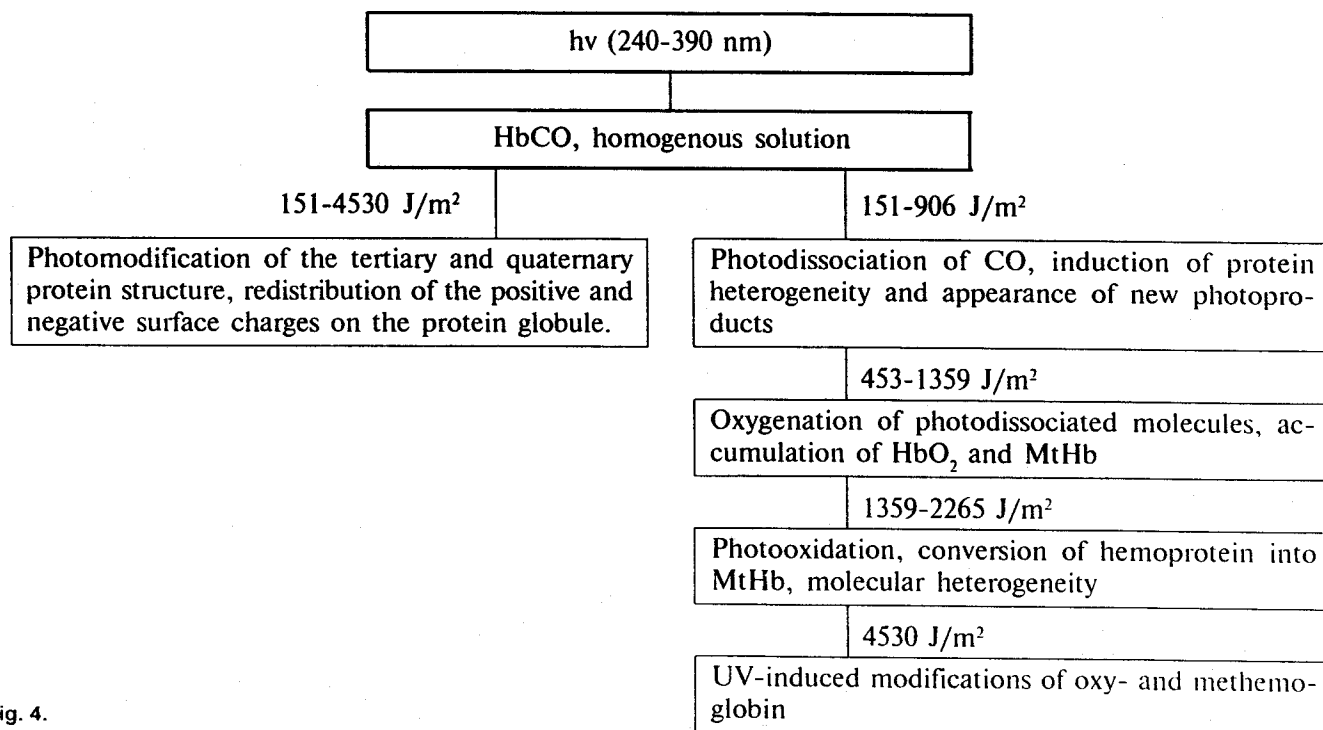 hν (240-390 nm)
HbCO, homogenous solution
151-4530 J/m²
Photomodification of the tertiary and quaternary
protein structure, redistribution of the positive and
negative surface charges on the protein globule.
151-906 J/m²
Photodissociation of CO, induction of protein
heterogeneity and appearance of new photopro-
ducts
453-1359 J/m²
Oxygenation of photodissociated molecules, ac-
cumulation of HbO₂ and MtHb
1359-2265 J/m²
Photooxidation, conversion of hemoprotein into
MtHb, molecular heterogeneity
4530 J/m²
UV-induced modifications of oxy- and methemo-
globin
ig. 4.